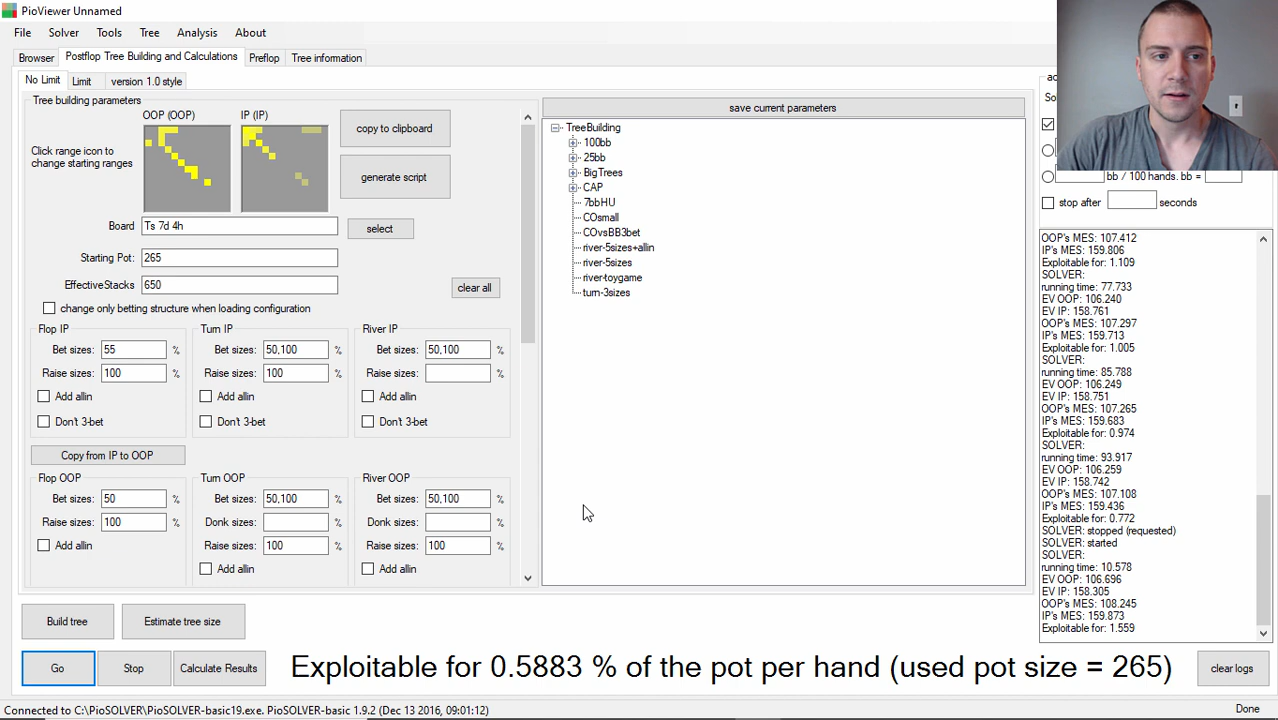 PioViewer Unnamed
File Solver Tools Tree Analysis About
Browser Postflop Tree Building and Calculations Preflop Tree information
No Limit Limit version 1.0 style
Tree building parameters
OOP (OOP) IP (IP)
Click range icon to
change starting ranges
copy to clipboard
generate script
Board Ts 7d 4h select
Starting Pot: 265
EffectiveStacks 650
clear all
change only betting structure when loading configuration
Flop IP Turn IP River IP
Bet sizes: 55 % Bet sizes: 50,100 % Bet sizes: 50,100 %
Raise sizes: 100 % Raise sizes: 100 % Raise sizes: %
Add allin Add allin Add allin
Don't 3-bet Don't 3-bet Don't 3-bet
Copy from IP to OOP
Flop OOP Turn OOP River OOP
Bet sizes: 50 % Bet sizes: 50,100 % Bet sizes: 50,100 %
Raise sizes: 100 % Donk sizes: % Donk sizes: %
Add allin Raise sizes: 100 % Raise sizes: 100 %
Add allin Add allin
save current parameters
TreeBuilding
100bb
25bb
BigTrees
CAP
7bbHU
COsmall
COvsBB3bet
river-5sizes+allin
river-5sizes
river-toygame
turn-3sizes
bb / 100 hands. bb =
stop after seconds
OOP's MES: 107.412
IP's MES: 159.806
Exploitable for: 1.109
SOLVER:
running time: 77.733
EV OOP: 106.240
EV IP: 158.761
OOP's MES: 107.297
IP's MES: 159.713
Exploitable for: 1.005
SOLVER:
running time: 85.788
EV OOP: 106.249
EV IP: 158.751
OOP's MES: 107.265
IP's MES: 159.683
Exploitable for: 0.974
SOLVER:
running time: 93.917
EV OOP: 106.259
EV IP: 158.742
OOP's MES: 107.108
IP's MES: 159.436
Exploitable for: 0.772
SOLVER: stopped (requested)
SOLVER: started
SOLVER:
running time: 10.578
EV OOP: 106.696
EV IP: 158.305
OOP's MES: 108.245
IP's MES: 159.873
Exploitable for: 1.559
Build tree Estimate tree size
Go Stop Calculate Results
Exploitable for 0.5883 % of the pot per hand (used pot size = 265)
clear logs
Connected to C:\PioSOLVER\PioSOLVER-basic19.exe. PioSOLVER-basic 1.9.2 (Dec 13 2016, 09:01:12)
Done